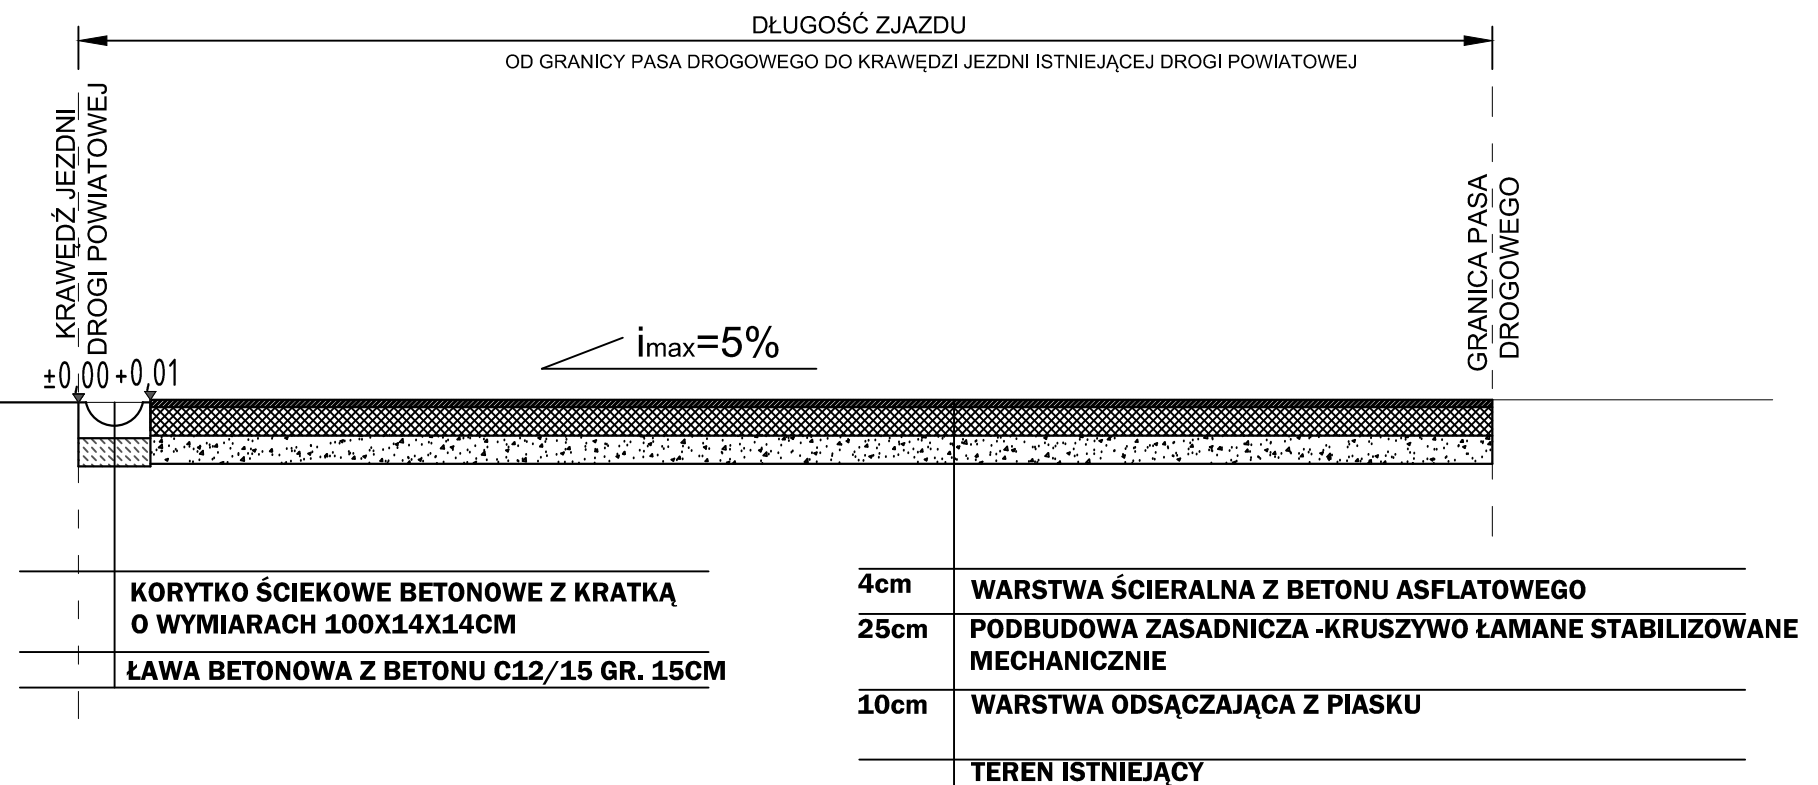 DŁUGOŚĆ ZJAZDU
OD GRANICY PASA DROGOWEGO DO KRAWĘDZI JEZDNI ISTNIEJĄCEJ DROGI POWIATOWEJ
KRAWĘDŹ JEZDNI
DROGI POWIATOWEJ
GRANICA PASA
DROGOWEGO
imax=5%
±0,00 +0,01
KORYTKO ŚCIEKOWE BETONOWE Z KRATKĄ
O WYMIARACH 100X14X14CM
ŁAWA BETONOWA Z BETONU C12/15 GR. 15CM
4cm WARSTWA ŚCIERALNA Z BETONU ASFLATOWEGO
25cm PODBUDOWA ZASADNICZA -KRUSZYWO ŁAMANE STABILIZOWANE
MECHANICZNIE
10cm WARSTWA ODSĄCZAJĄCA Z PIASKU
TEREN ISTNIEJĄCY